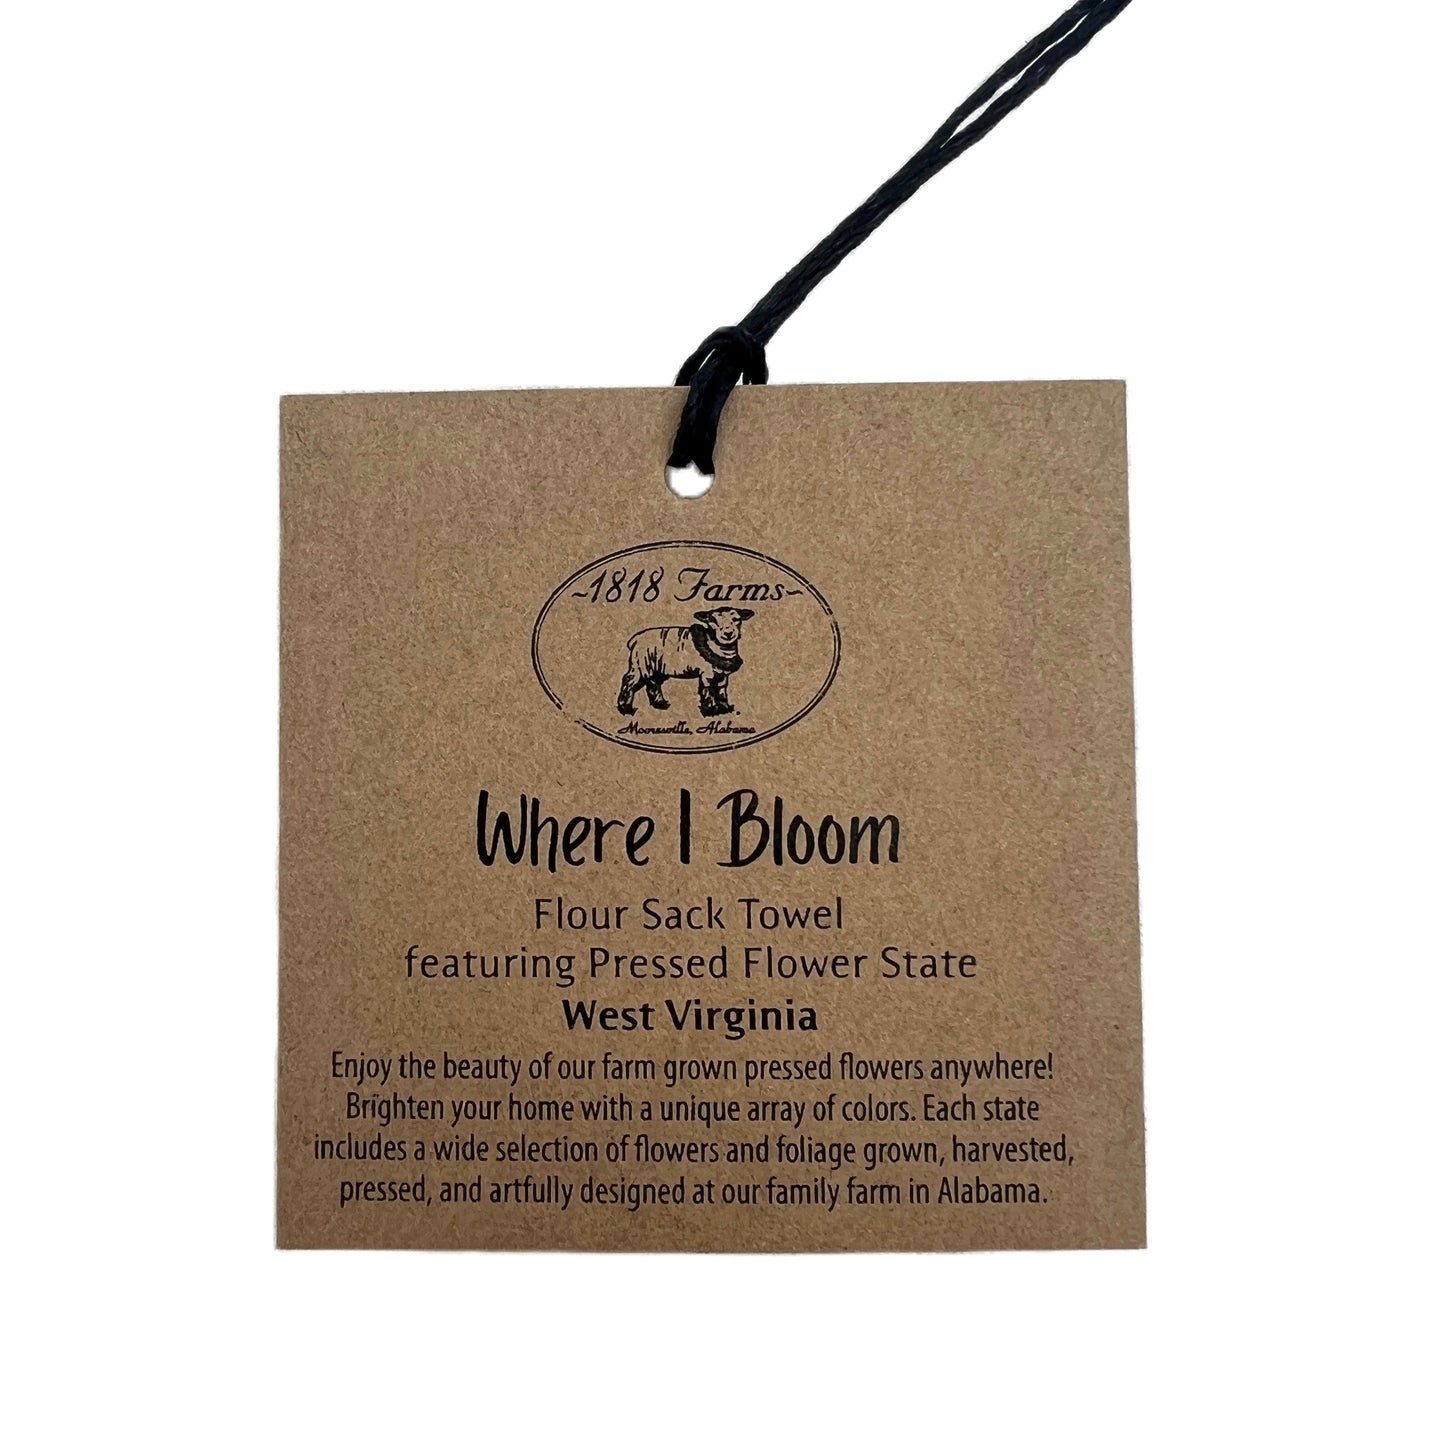 ~1818 Farms~
Mooresville, Alabama
Where I Bloom
Flour Sack Towel
featuring Pressed Flower State
West Virginia
Enjoy the beauty of our farm grown pressed flowers anywhere!
Brighten your home with a unique array of colors. Each state
includes a wide selection of flowers and foliage grown, harvested,
pressed, and artfully designed at our family farm in Alabama.